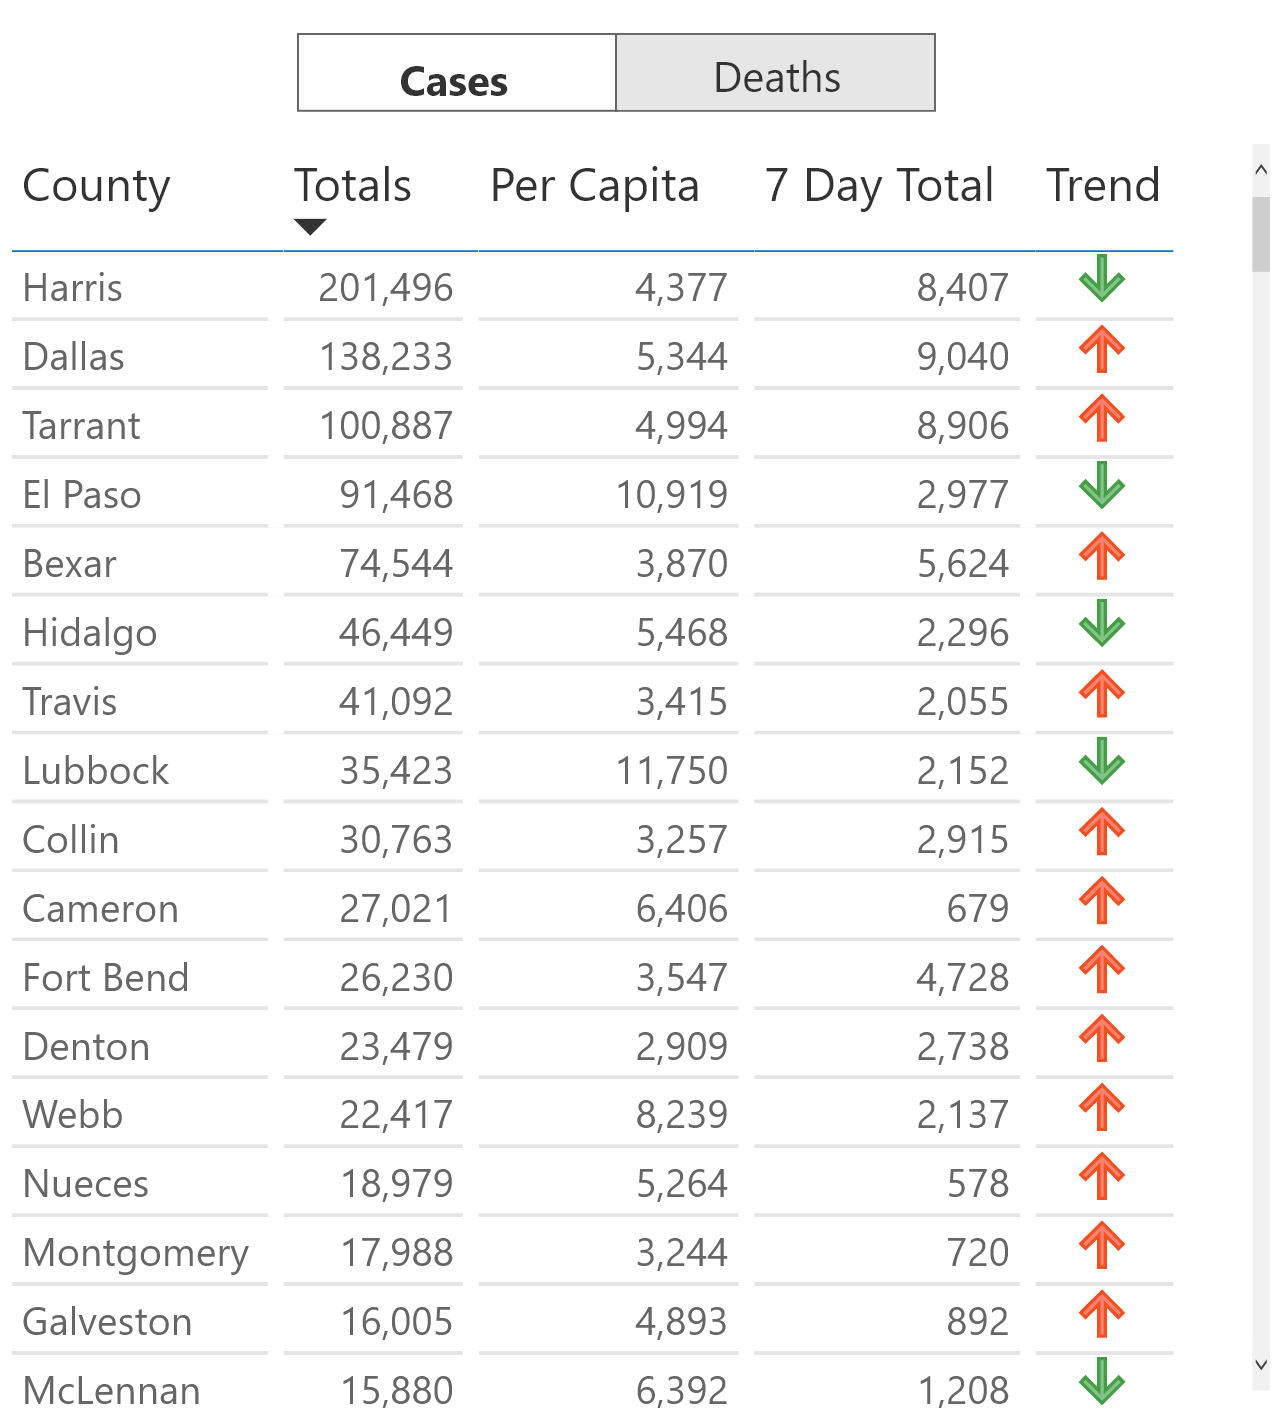 Cases Deaths
County Totals Per Capita 7 Day Total Trend
Harris 201,496 4,377 8,407
Dallas 138,233 5,344 9,040
Tarrant 100,887 4,994 8,906
El Paso 91,468 10,919 2,977
Bexar 74,544 3,870 5,624
Hidalgo 46,449 5,468 2,296
Travis 41,092 3,415 2,055
Lubbock 35,423 11,750 2,152
Collin 30,763 3,257 2,915
Cameron 27,021 6,406 679
Fort Bend 26,230 3,547 4,728
Denton 23,479 2,909 2,738
Webb 22,417 8,239 2,137
Nueces 18,979 5,264 578
Montgomery 17,988 3,244 720
Galveston 16,005 4,893 892
McLennan 15,880 6,392 1,208